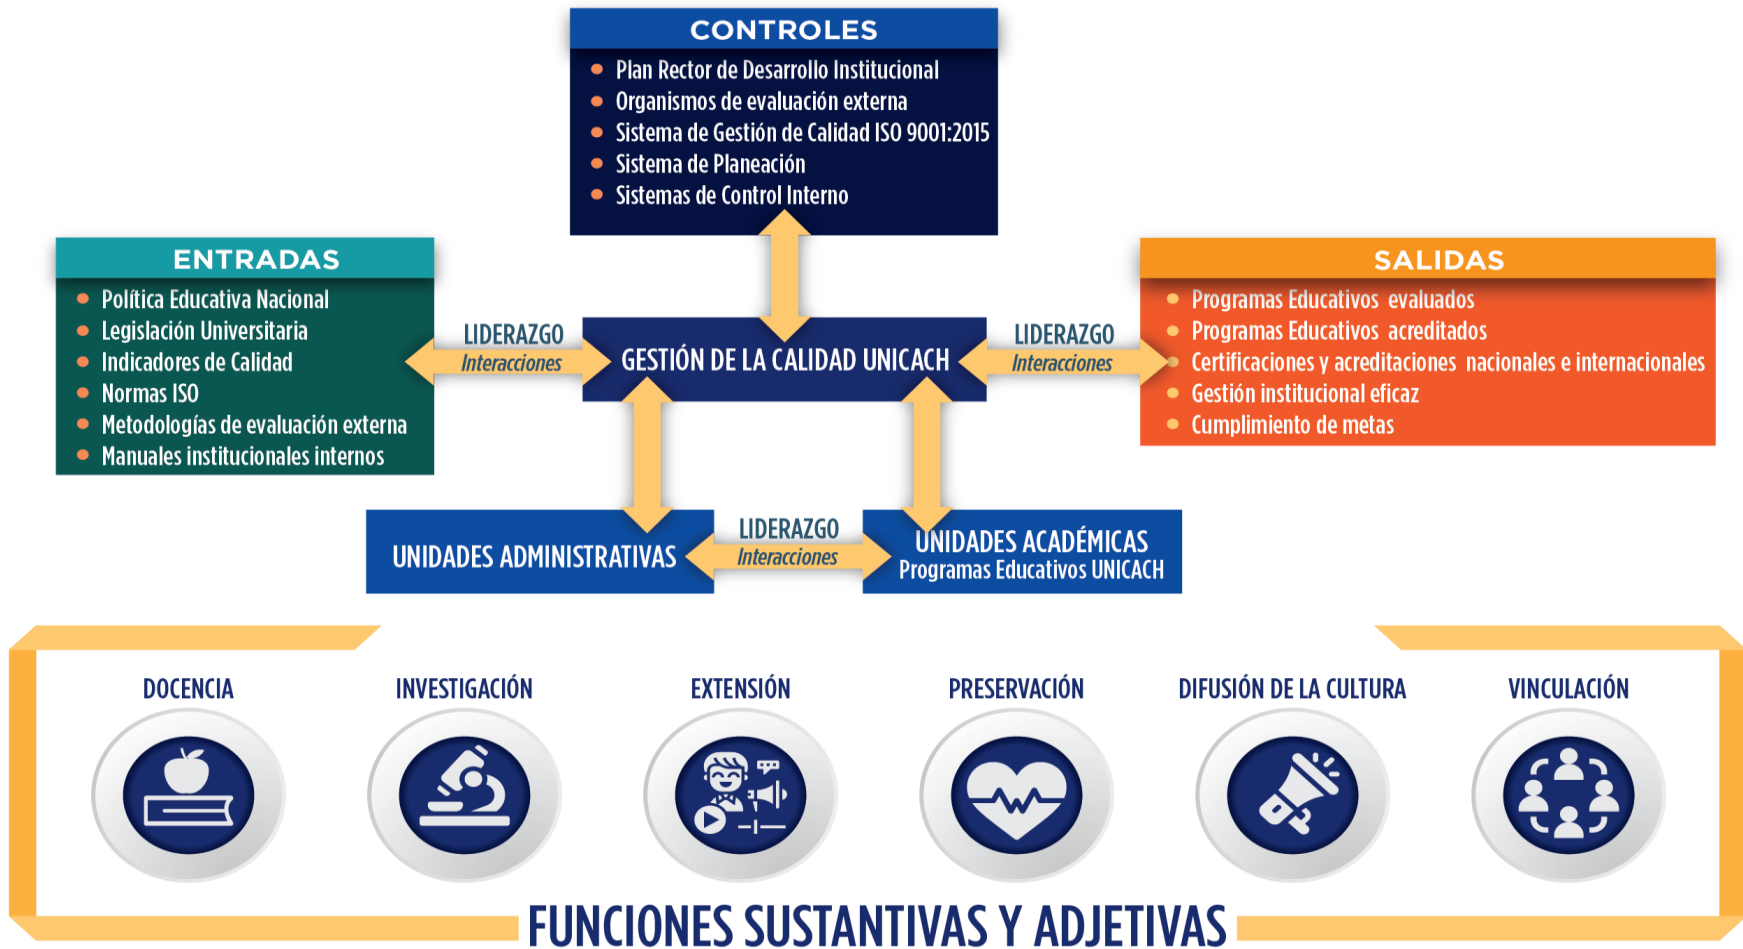 CONTROLES
Plan Rector de Desarrollo Institucional
Organismos de evaluación externa
Sistema de Gestión de Calidad ISO 9001:2015
Sistema de Planeación
Sistemas de Control Interno
ENTRADAS
Política Educativa Nacional
Legislación Universitaria
Indicadores de Calidad
Normas ISO
Metodologías de evaluación externa
Manuales institucionales internos
LIDERAZGO
Interacciones
GESTIÓN DE LA CALIDAD UNICACH
LIDERAZGO
Interacciones
SALIDAS
Programas Educativos evaluados
Programas Educativos acreditados
Certificaciones y acreditaciones nacionales e internacionales
Gestión institucional eficaz
Cumplimiento de metas
UNIDADES ADMINISTRATIVAS
LIDERAZGO
Interacciones
UNIDADES ACADÉMICAS
Programas Educativos UNICACH
DOCENCIA
INVESTIGACIÓN
EXTENSIÓN
PRESERVACIÓN
DIFUSIÓN DE LA CULTURA
VINCULACIÓN
FUNCIONES SUSTANTIVAS Y ADJETIVAS